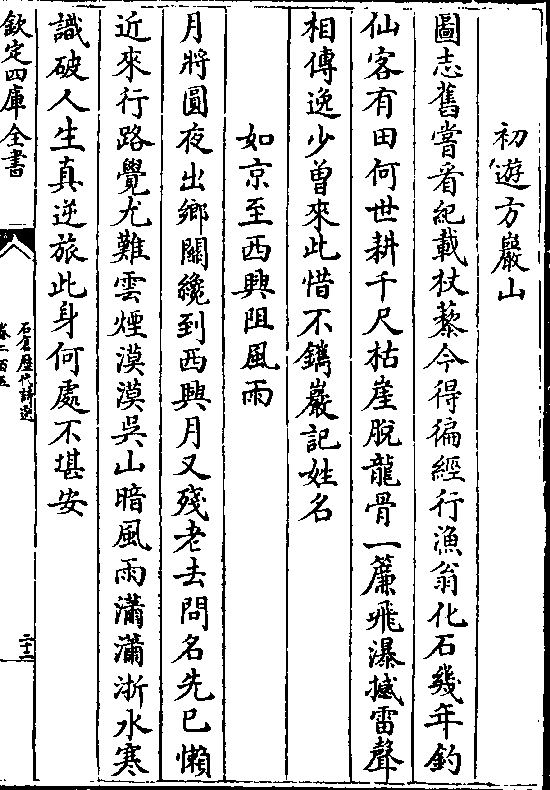 初遊方巖山
圖志舊嘗看紀載杖藜今得徧經行漁翁化石幾年釣
仙客有田何世耕千尺枯崖脫龍骨一簾飛瀑撼雷聲
相傳逸少曾來此惜不鐫巖記姓名
如京至西興阻風雨
月將圓夜出鄉關纔到西興月又殘老去問名先已懶
近來行路覺尤難雲煙漠漠吳山暗風雨瀟瀟浙水寒
識破人生真逆旅此身何處不堪安
欽定四庫全書
石倉歷代詩選
卷二百五
二十二